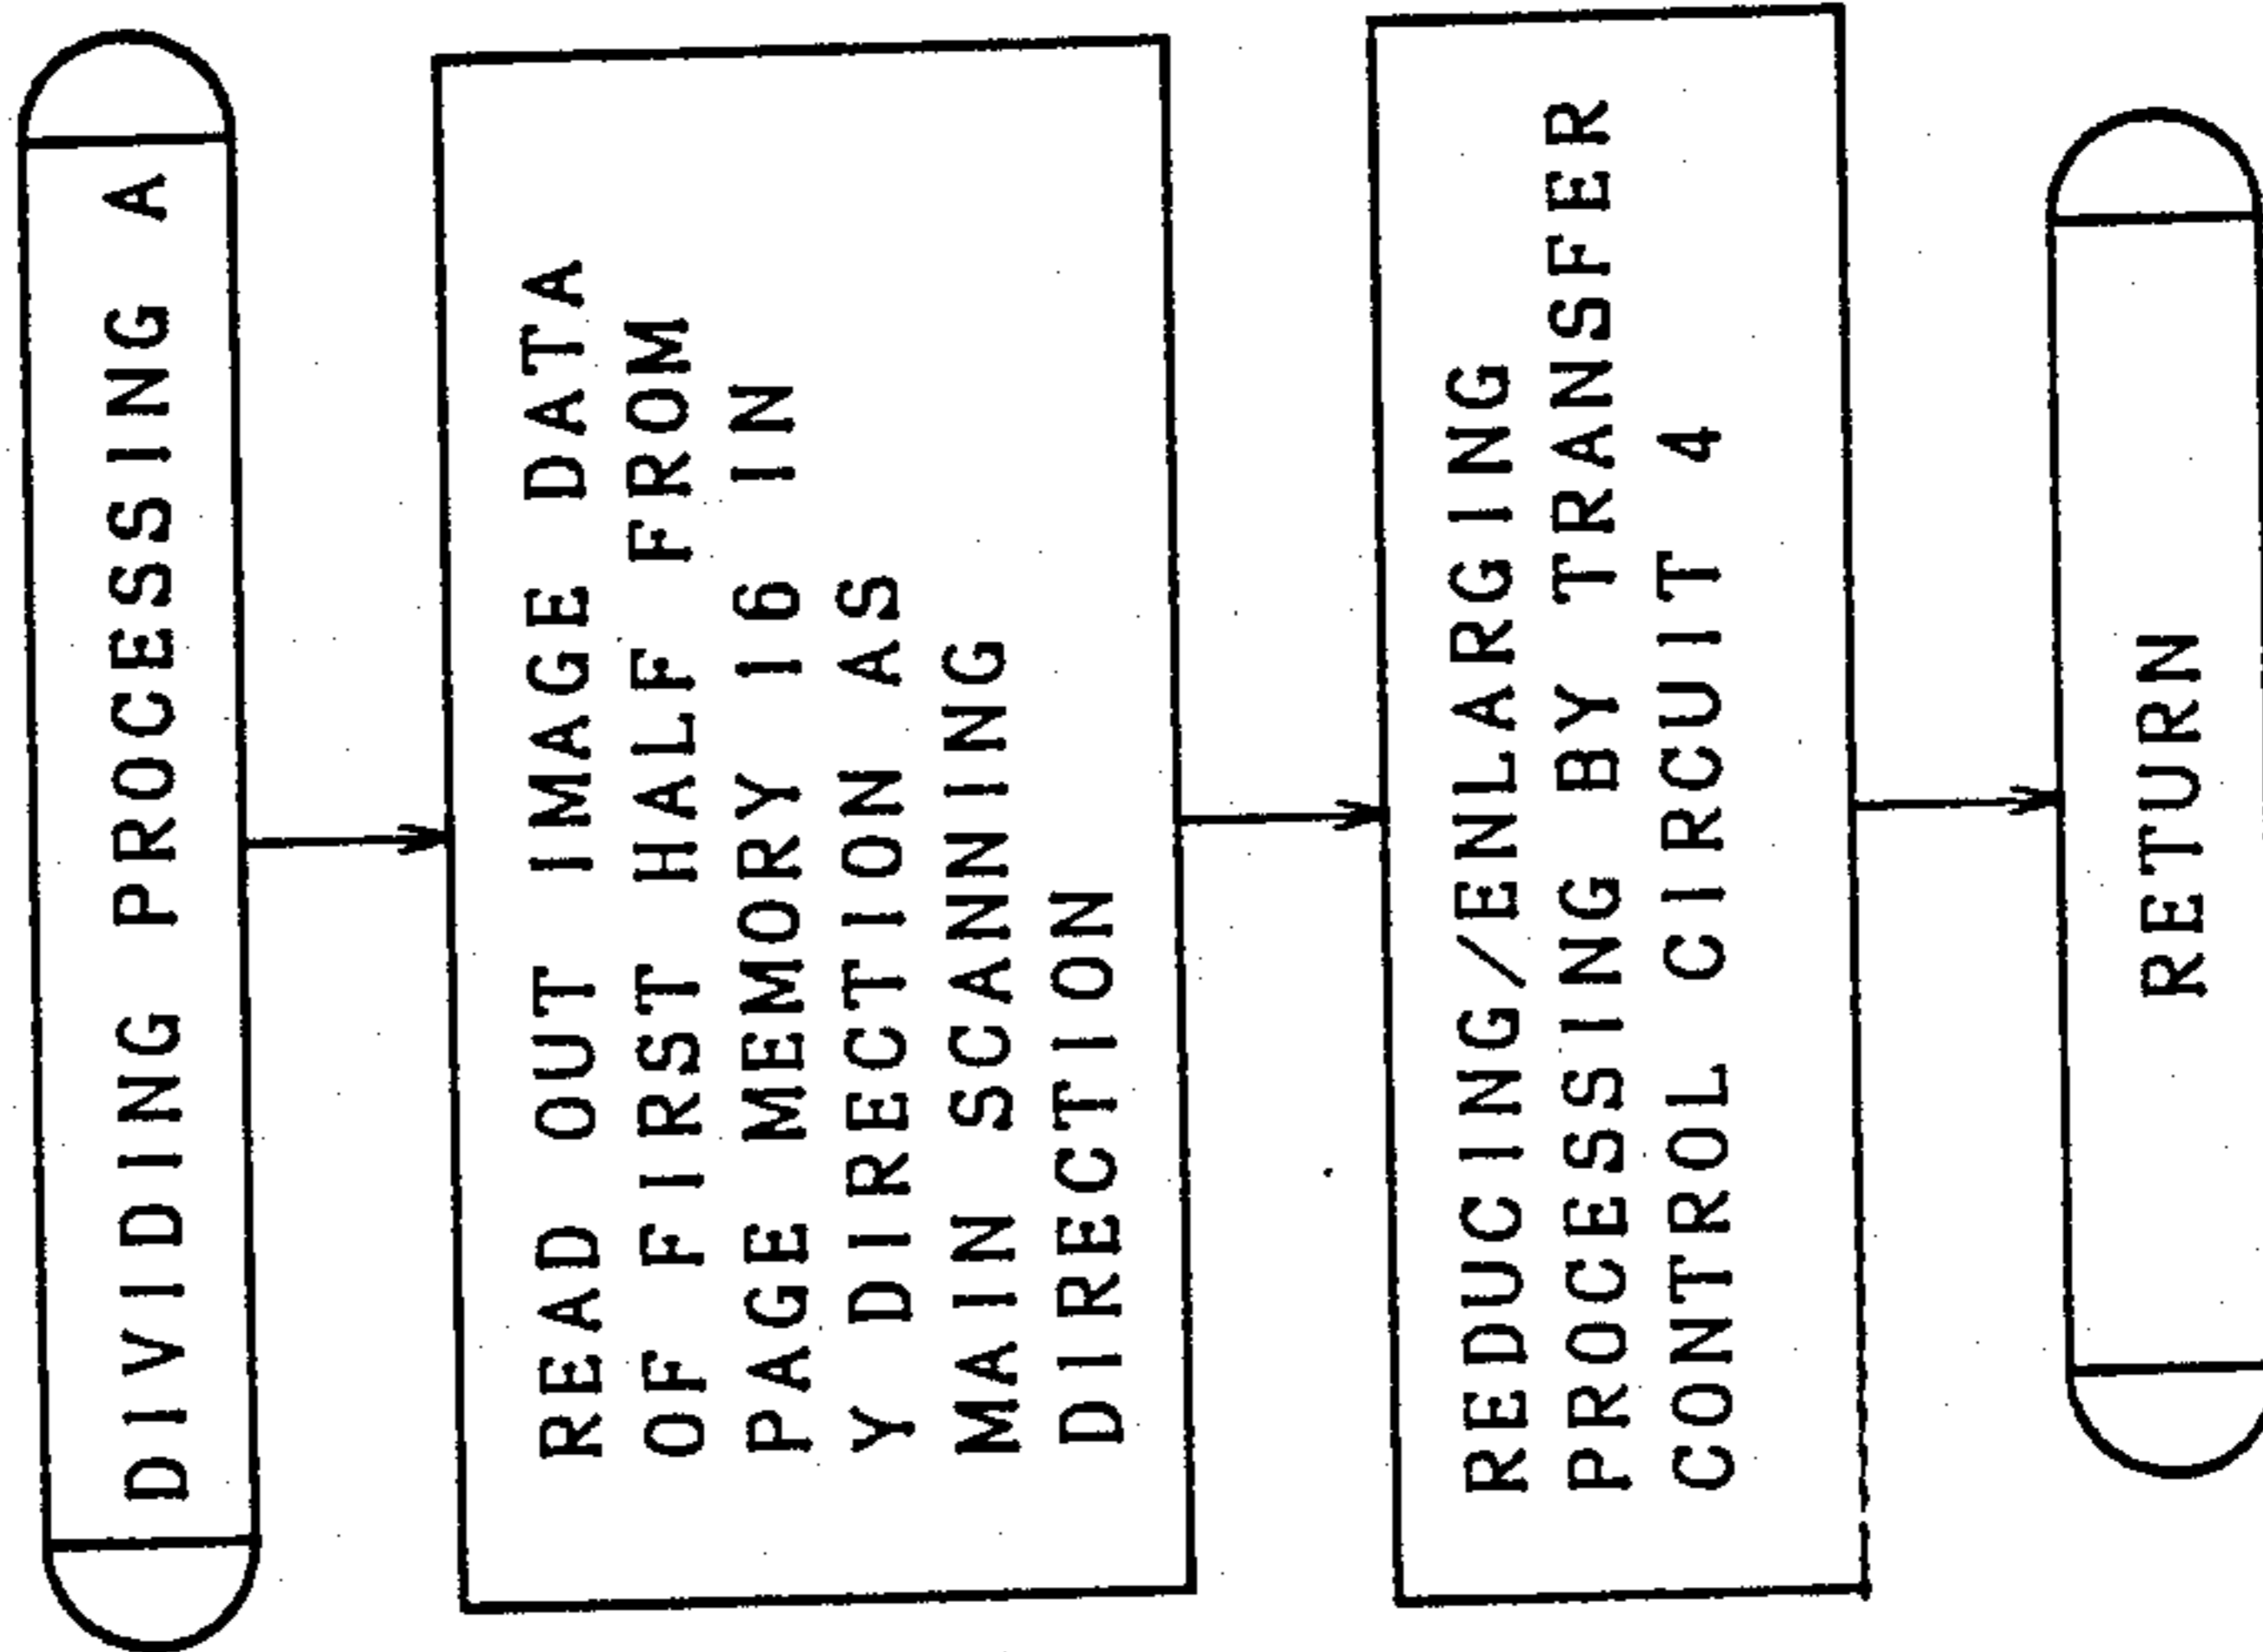 DIVIDING PROCESSING A
READ OUT IMAGE DATA
OF FIRST HALF FROM
PAGE MEMORY 16 IN
Y DIRECTION AS
MAIN SCANNING
DIRECTION
REDUCING/ENLARGING
PROCESSING BY TRANSFER
CONTROL CIRCUIT 4
RETURN